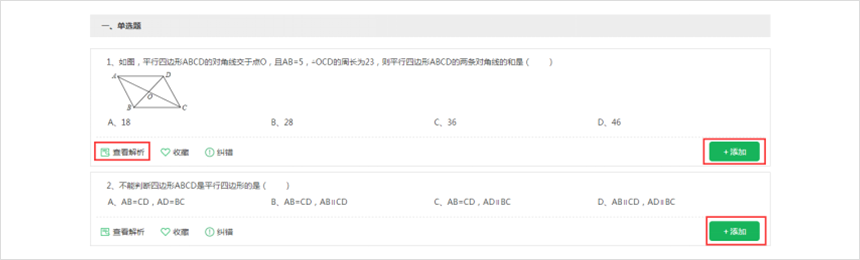 一、单选题
1、如图，平行四边形ABCD的对角线交于点O，且AB=5，÷OCD的周长为23，则平行四边形ABCD的两条对角线的和是（　　）
A D
O
B C
A、18 B、28 C、36 D、46
查看解析 收藏 纠错 +添加
2、不能判断四边形ABCD是平行四边形的是（　　）
A、AB=CD，AD=BC B、AB=CD，AB∥CD C、AB=CD，AD∥BC D、AB∥CD，AD∥BC
查看解析 收藏 纠错 +添加